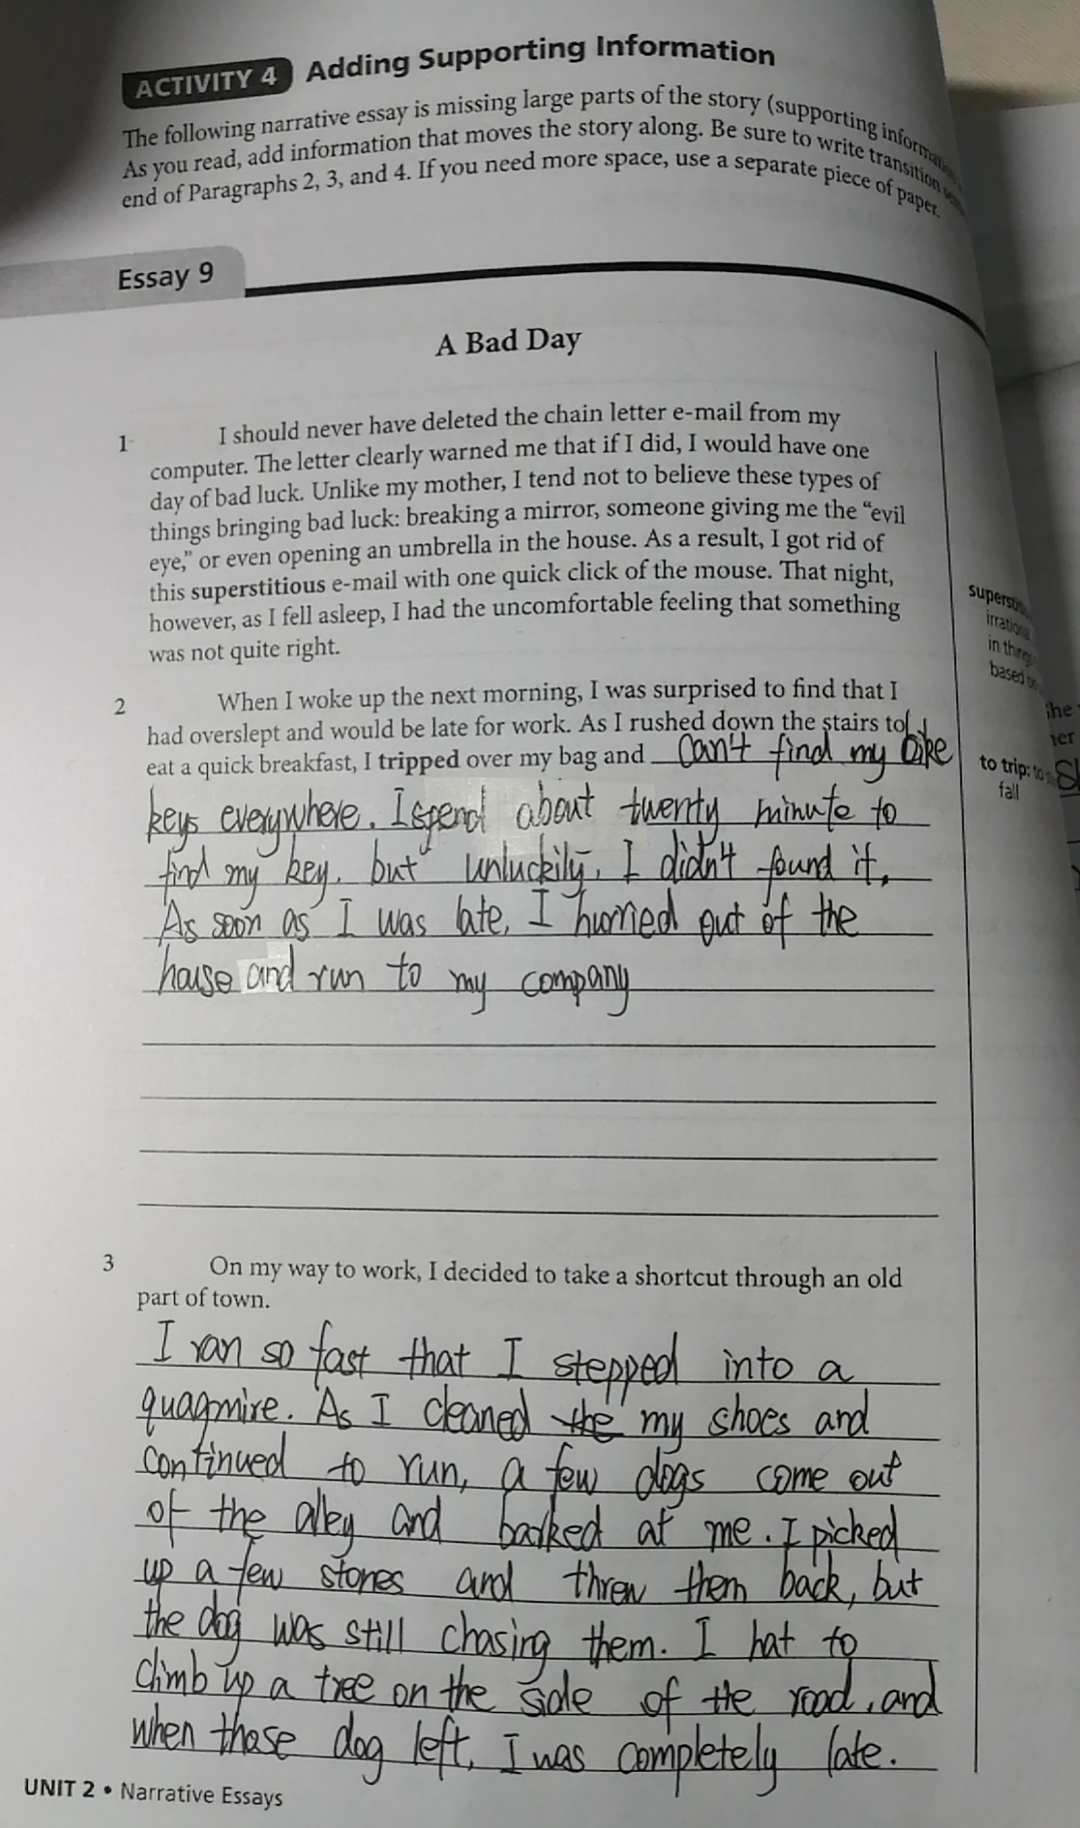 ACTIVITY 4 Adding Supporting Information
The following narrative essay is missing large parts of the story (supporting
As you read, add information that moves the story along. Be sure to write transition
end of Paragraphs 2, 3, and 4. If you need more space, use a separate piece of paper.
Essay 9
A Bad Day
1 I should never have deleted the chain letter e-mail from my
computer. The letter clearly warned me that if I did, I would have one
day of bad luck. Unlike my mother, I tend not to believe these types of
things bringing bad luck: breaking a mirror, someone giving me the “evil
eye,” or even opening an umbrella in the house. As a result, I got rid of
this superstitious e-mail with one quick click of the mouse. That night,
however, as I fell asleep, I had the uncomfortable feeling that something
was not quite right.
2 When I woke up the next morning, I was surprised to find that I
had overslept and would be late for work. As I rushed down the stairs to
eat a quick breakfast, I tripped over my bag and can't find my bike
keys everywhere. I spend about twenty minute to
find my key. but unluckily, I didn't found it.
As soon as I was late, I hurried out of the
house and run to my company
3 On my way to work, I decided to take a shortcut through an old
part of town.
I ran so fast that I stepped into a
quagmire. As I cleaned the my shoes and
continued to run, a few dogs come out
of the alley and barked at me. I picked
up a few stones and threw them back, but
the dog was still chasing them. I hat to
climb up a tree on the side of the road, and
when those dog left, I was completely late.
UNIT 2 • Narrative Essays
in
based
to trip: to
fall